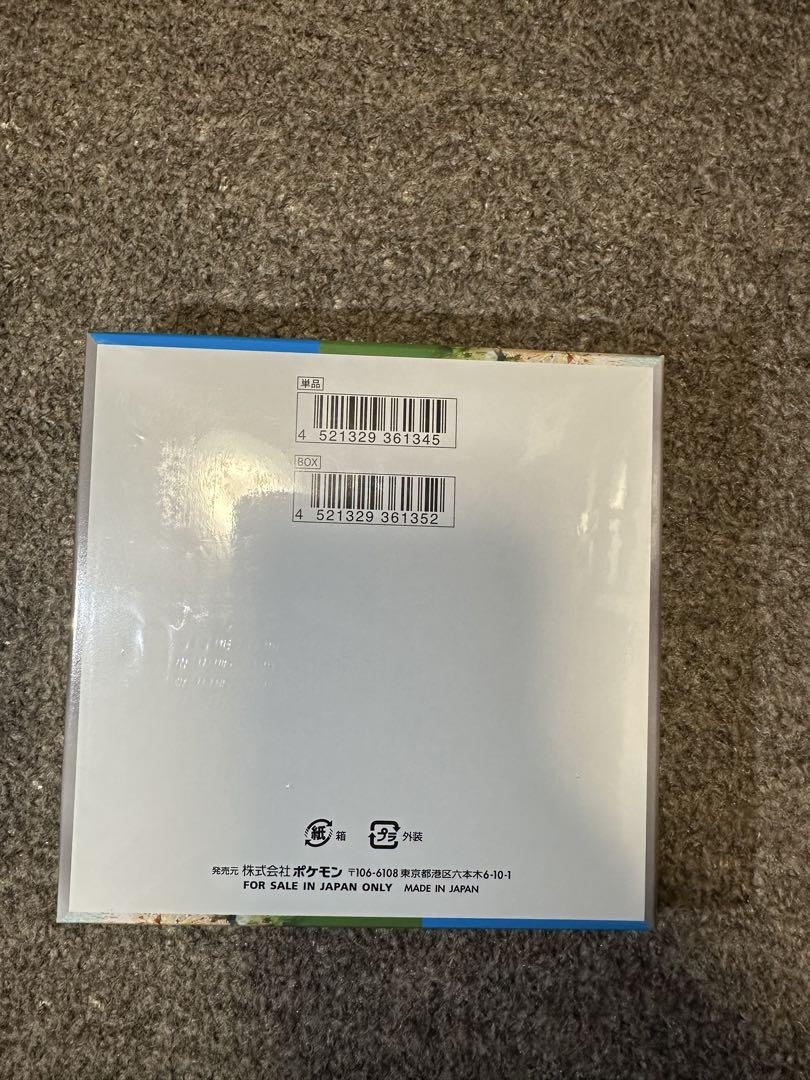 単品
4 521329 361345
BOX
4 521329 361352
紙 箱 プラ 外装
発売元 株式会社 ポケモン 〒106-6108 東京都港区六本木6-10-1
FOR SALE IN JAPAN ONLY MADE IN JAPAN